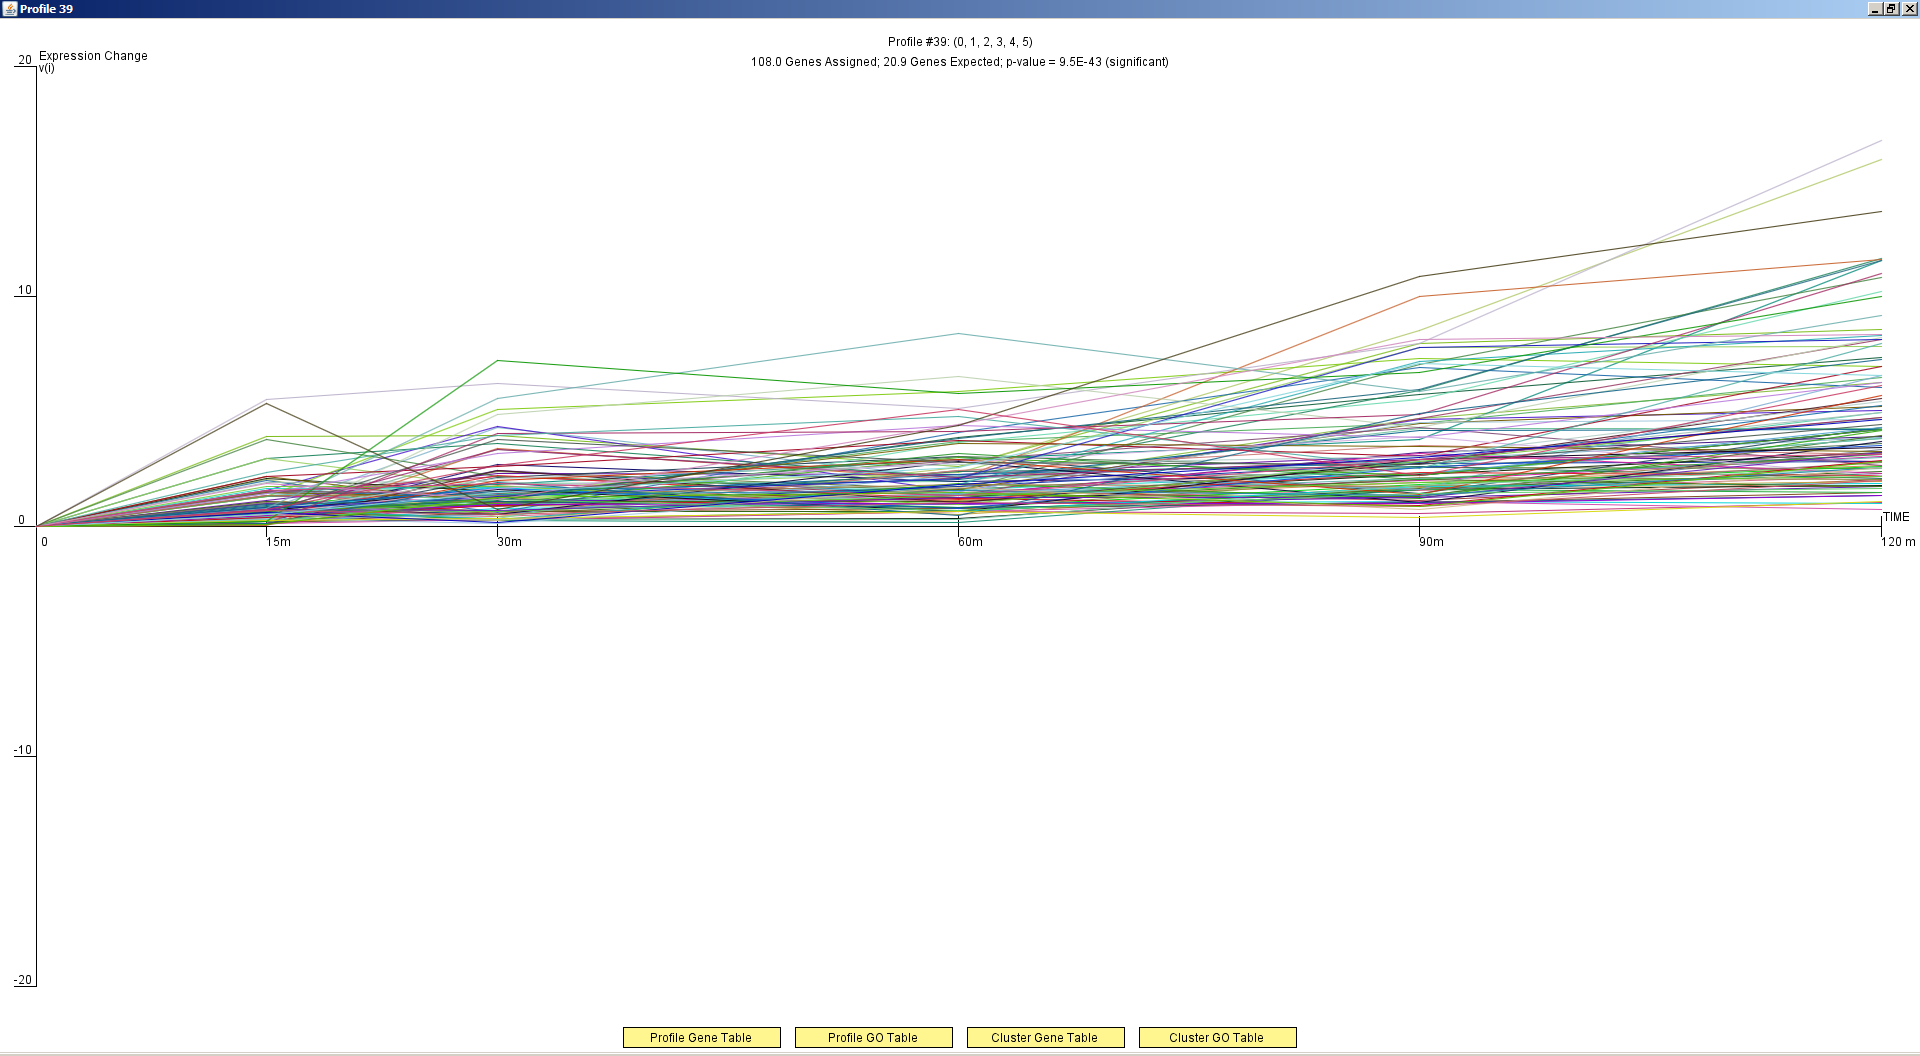 Profile 39
Profile #39: (0, 1, 2, 3, 4, 5)
108.0 Genes Assigned; 20.9 Genes Expected; p-value = 9.5E-43 (significant)
Expression Change
v(i)
20
10
0
-10
-20
0
15m
30m
60m
90m
120 m
TIME
Profile Gene Table
Profile GO Table
Cluster Gene Table
Cluster GO Table